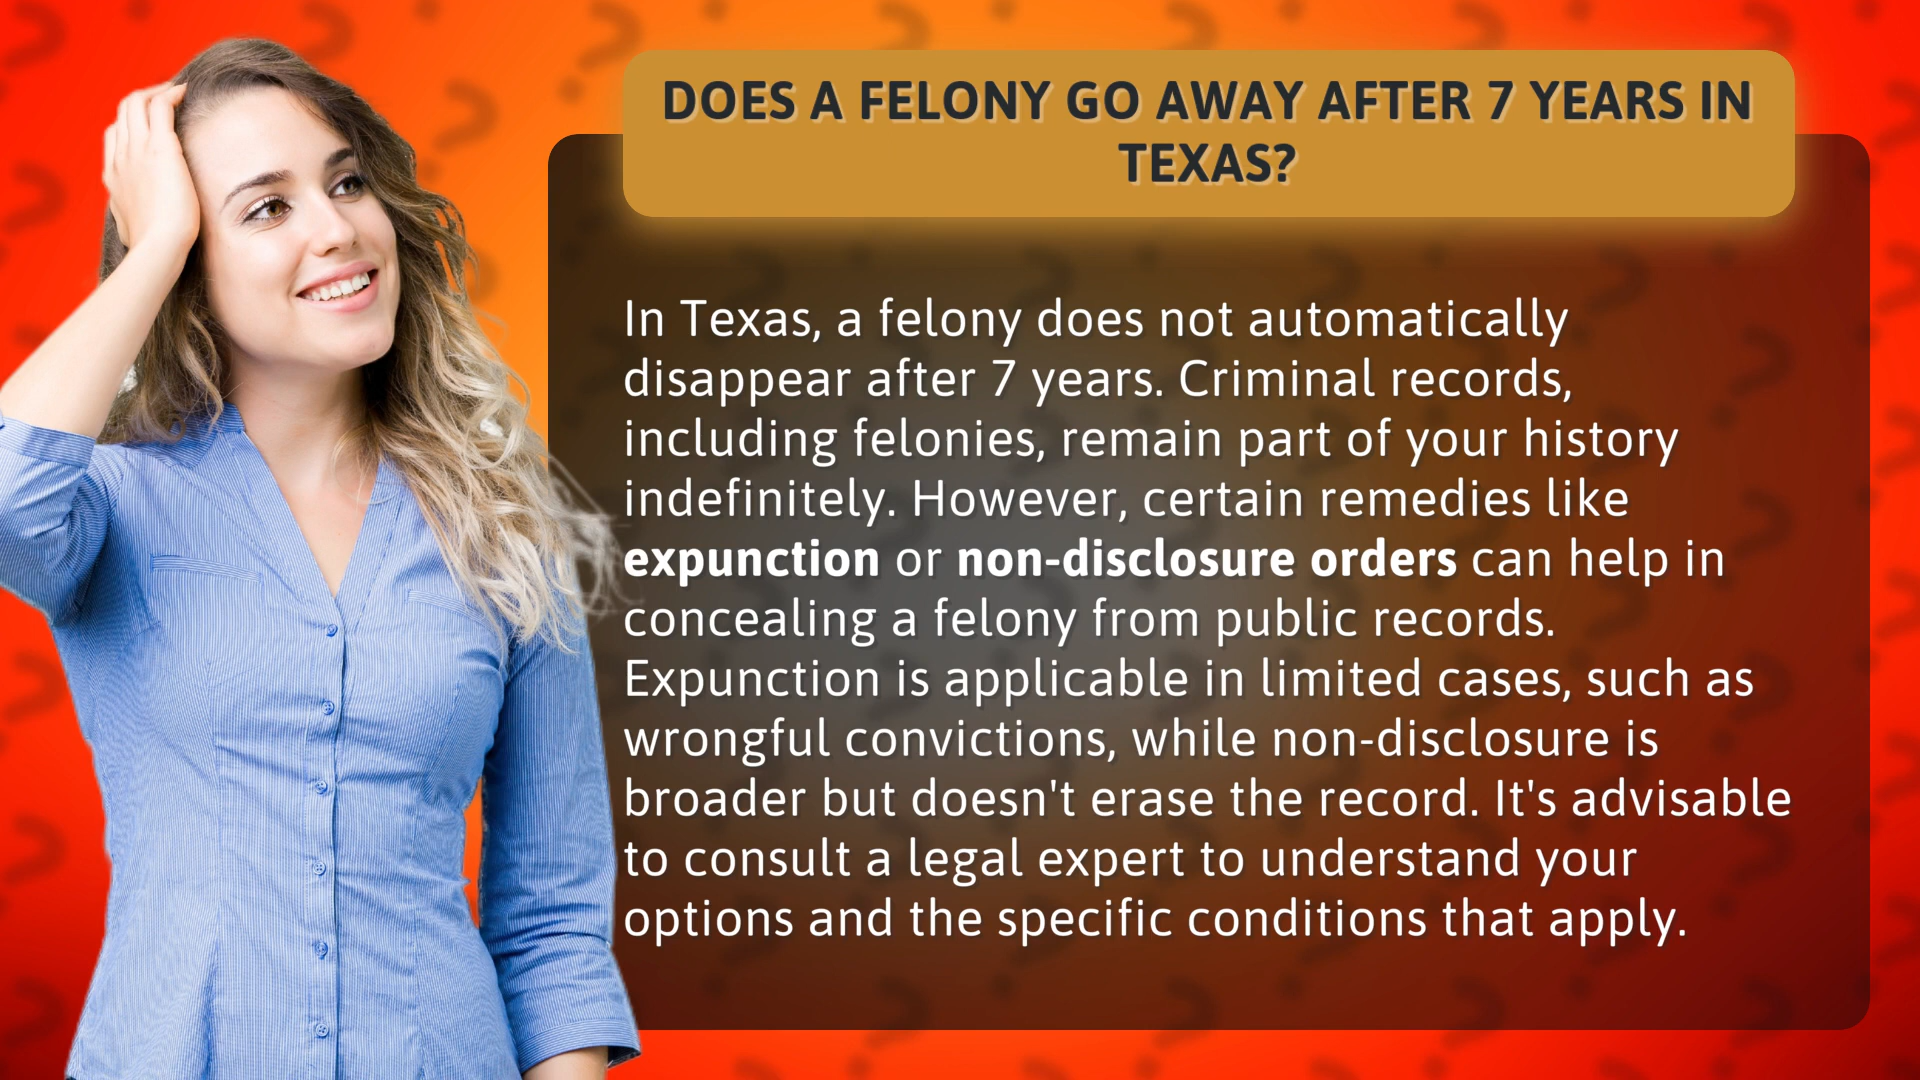 DOES A FELONY GO AWAY AFTER 7 YEARS IN
TEXAS?
In Texas, a felony does not automatically
disappear after 7 years. Criminal records,
including felonies, remain part of your history
indefinitely. However, certain remedies like
expunction or non-disclosure orders can help in
concealing a felony from public records.
Expunction is applicable in limited cases, such as
wrongful convictions, while non-disclosure is
broader but doesn't erase the record. It's advisable
to consult a legal expert to understand your
options and the specific conditions that apply.